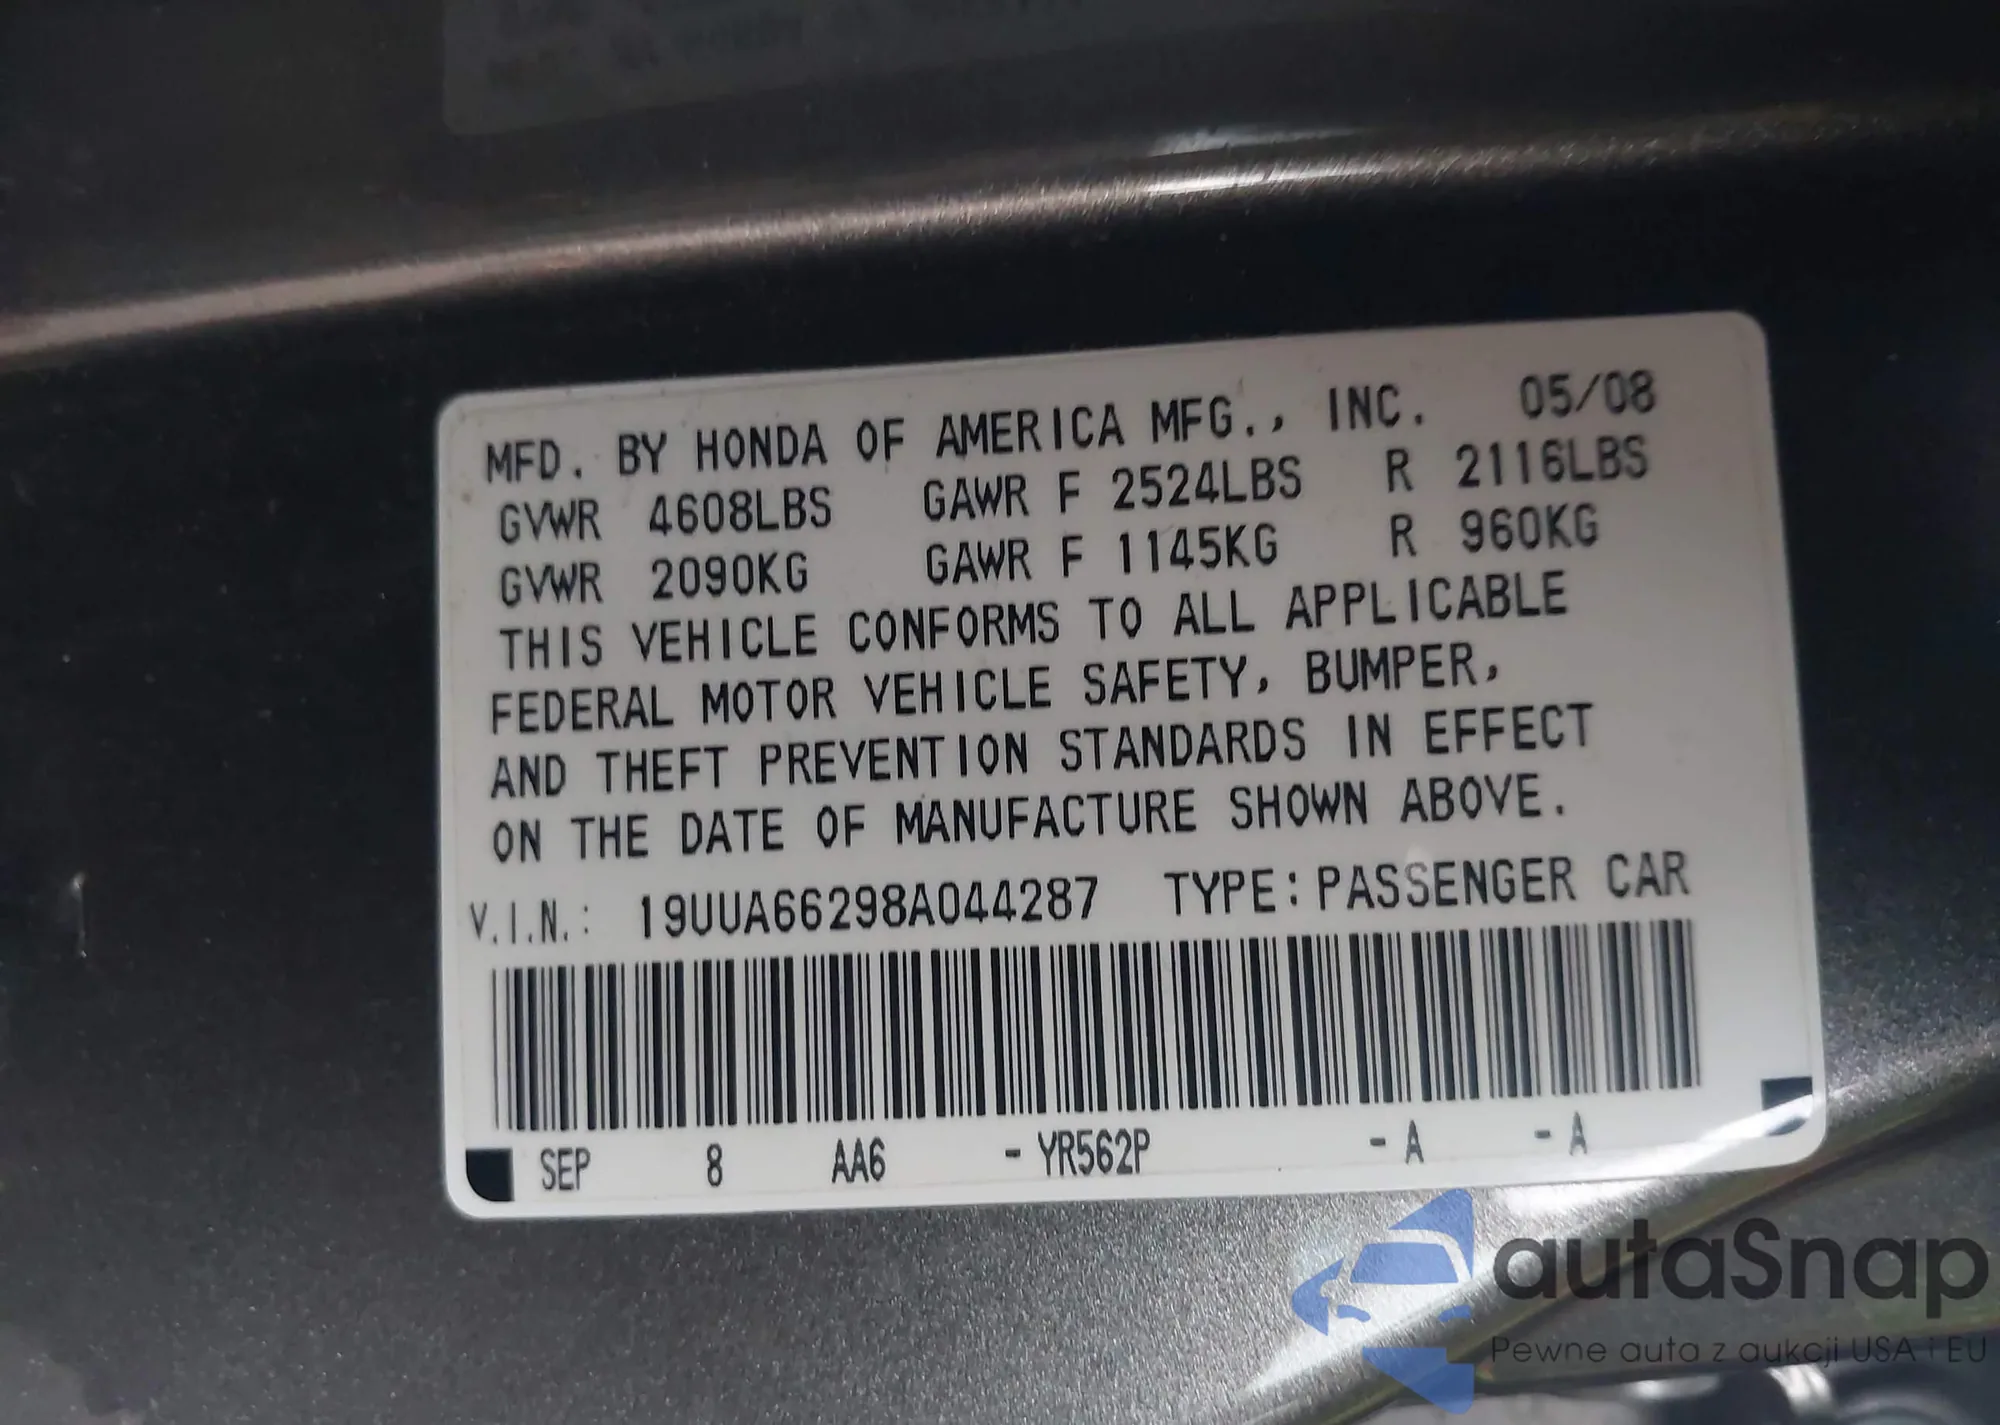 MFD. BY HONDA OF AMERICA MFG., INC. 05/08
GVWR 4608LBS GAWR F 2524LBS R 2116LBS
GVWR 2090KG GAWR F 1145KG R 960KG
THIS VEHICLE CONFORMS TO ALL APPLICABLE
FEDERAL MOTOR VEHICLE SAFETY, BUMPER,
AND THEFT PREVENTION STANDARDS IN EFFECT
ON THE DATE OF MANUFACTURE SHOWN ABOVE.
V.I.N.: 19UUA66298A044287 TYPE: PASSENGER CAR
SEP 8 AA6 - YR562P - A - A
autaSnap
Pewne auta z aukcji USA i EU